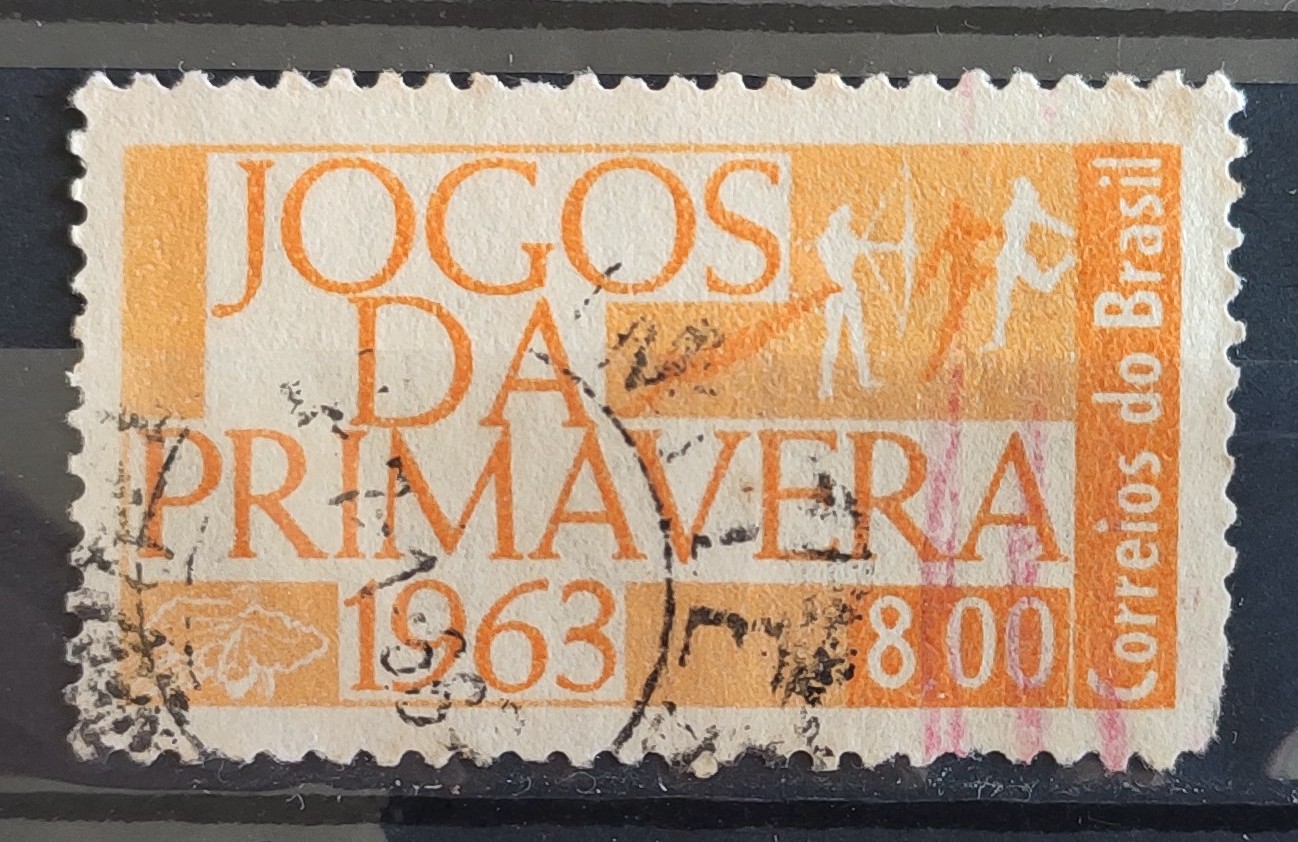 JOGOS
DA
PRIMAVERA
1963
8,00
Correios do Brasil